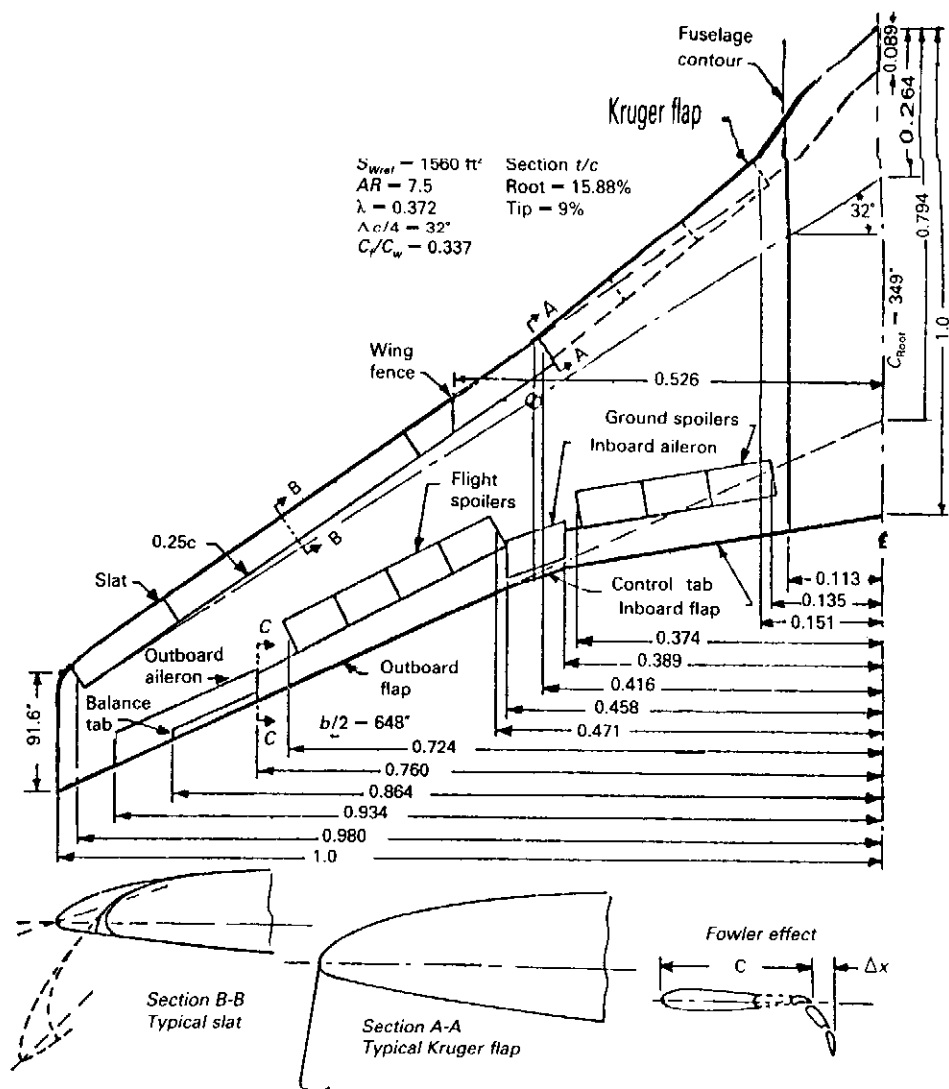 Fuselage
contour
Kruger flap
0.089
0.264
0.794
1.0
S_Wref – 1560 ft² Section t/c
AR – 7.5 Root – 15.88%
λ – 0.372 Tip – 9%
Λ c/4 – 32°
C_f/C_w – 0.337
32°
C_Root – 349"
A
A
Wing
fence
0.526
Ground spoilers
Inboard aileron
Flight
spoilers
B
B
0.25c
Slat
Control tab
Inboard flap
0.113
0.135
0.151
0.374
0.389
0.416
0.458
0.471
Outboard
aileron
C
C
Outboard
flap
Balance
tab
91.6"
b/2 – 648"
0.724
0.760
0.864
0.934
0.980
1.0
Fowler effect
C
Δx
Section B-B
Typical slat
Section A-A
Typical Kruger flap